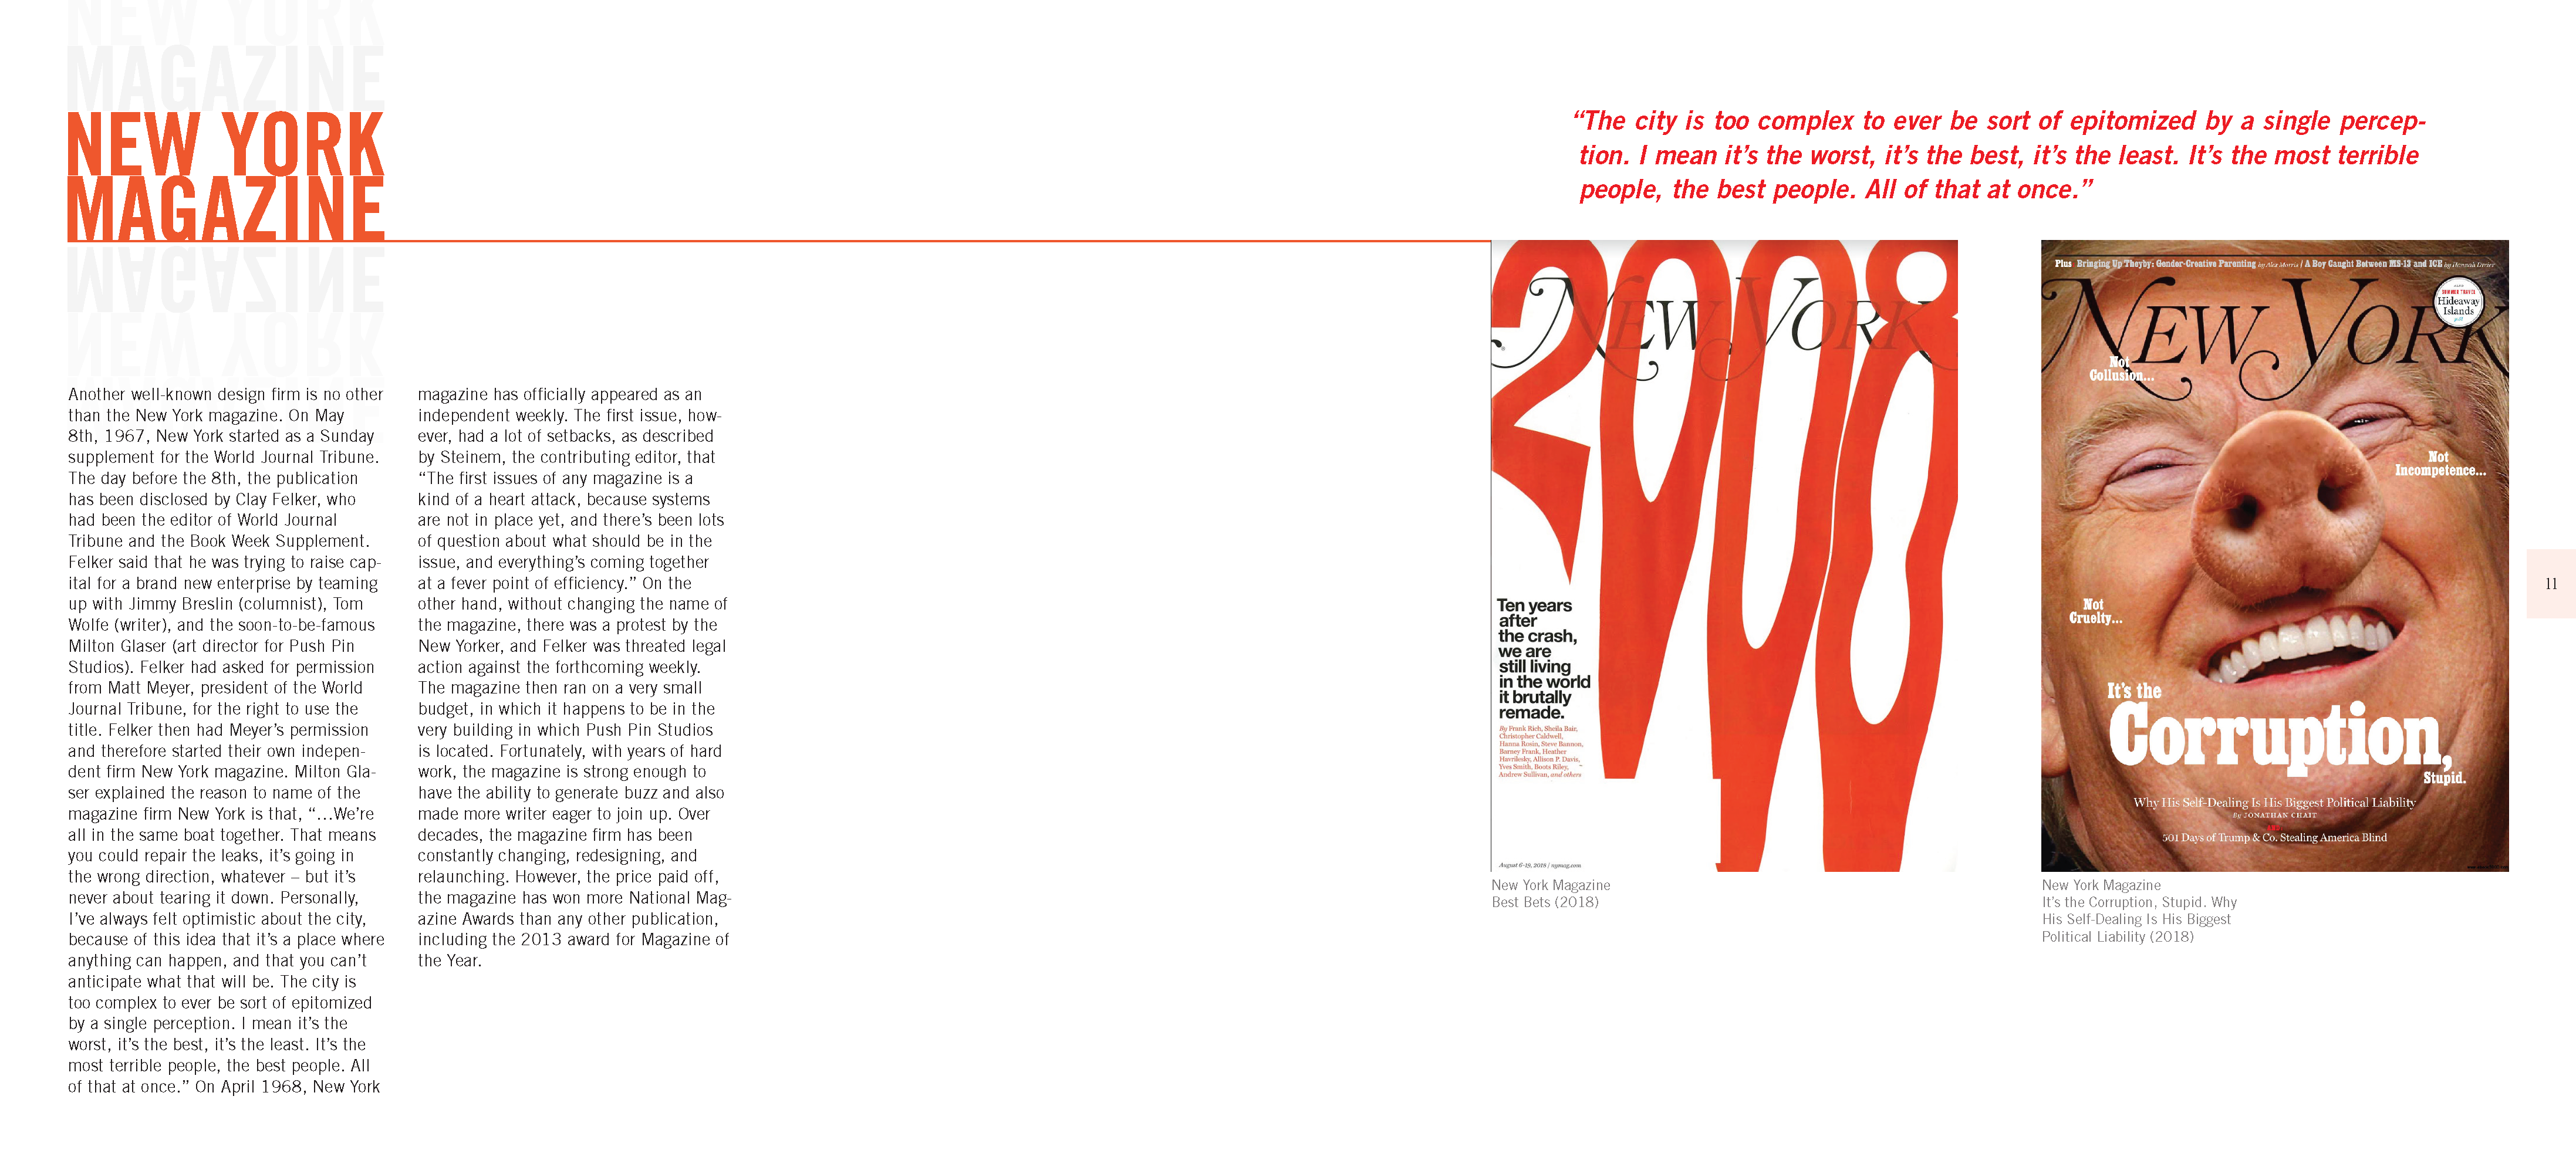 NEW YORK
MAGAZINE
NEW YORK
MAGAZINE
MAGAZINE
NEW YORK
Another well-known design firm is no other
than the New York magazine. On May
8th, 1967, New York started as a Sunday
supplement for the World Journal Tribune.
The day before the 8th, the publication
has been disclosed by Clay Felker, who
had been the editor of World Journal
Tribune and the Book Week Supplement.
Felker said that he was trying to raise cap-
ital for a brand new enterprise by teaming
up with Jimmy Breslin (columnist), Tom
Wolfe (writer), and the soon-to-be-famous
Milton Glaser (art director for Push Pin
Studios). Felker had asked for permission
from Matt Meyer, president of the World
Journal Tribune, for the right to use the
title. Felker then had Meyer's permission
and therefore started their own indepen-
dent firm New York magazine. Milton Gla-
ser explained the reason to name of the
magazine firm New York is that, “…We’re
all in the same boat together. That means
you could repair the leaks, it’s going in
the wrong direction, whatever – but it’s
never about tearing it down. Personally,
I’ve always felt optimistic about the city,
because of this idea that it’s a place where
anything can happen, and that you can’t
anticipate what that will be. The city is
too complex to ever be sort of epitomized
by a single perception. I mean it’s the
worst, it’s the best, it’s the least. It’s the
most terrible people, the best people. All
of that at once.” On April 1968, New York
magazine has officially appeared as an
independent weekly. The first issue, how-
ever, had a lot of setbacks, as described
by Steinem, the contributing editor, that
“The first issues of any magazine is a
kind of a heart attack, because systems
are not in place yet, and there’s been lots
of question about what should be in the
issue, and everything’s coming together
at a fever point of efficiency.” On the
other hand, without changing the name of
the magazine, there was a protest by the
New Yorker, and Felker was threated legal
action against the forthcoming weekly.
The magazine then ran on a very small
budget, in which it happens to be in the
very building in which Push Pin Studios
is located. Fortunately, with years of hard
work, the magazine is strong enough to
have the ability to generate buzz and also
made more writer eager to join up. Over
decades, the magazine firm has been
constantly changing, redesigning, and
relaunching. However, the price paid off,
the magazine has won more National Mag-
azine Awards than any other publication,
including the 2013 award for Magazine of
the Year.
“The city is too complex to ever be sort of epitomized by a single percep-
tion. I mean it’s the worst, it’s the best, it’s the least. It’s the most terrible
people, the best people. All of that at once.”
2008
NEW YORK
Ten years
after
the crash,
we are
still living
in the world
it brutally
remade.
By Frank Rich, Sheila Bair,
Christopher Caldwell,
Hanna Rosin, Steve Bannon,
Barney Frank, Heather
Havrilesky, Allison P. Davis,
Yves Smith, Boots Riley,
Andrew Sullivan, and others
August 6–19, 2018 / nymag.com
New York Magazine
Best Bets (2018)
Plus Bringing Up Theyby: Gender-Creative Parenting by Alex Morris / A Boy Caught Between MS-13 and ICE by Hannah Dreier
NEW YORK
SUMMER TRAVEL
Hideaway
Islands
Not
Collusion...
Not
Incompetence...
Not
Cruelty...
It's the
Corruption,
Stupid.
Why His Self-Dealing Is His Biggest Political Liability
By JONATHAN CHAIT
501 Days of Trump & Co. Stealing America Blind
New York Magazine
It’s the Corruption, Stupid. Why
His Self-Dealing Is His Biggest
Political Liability (2018)
11